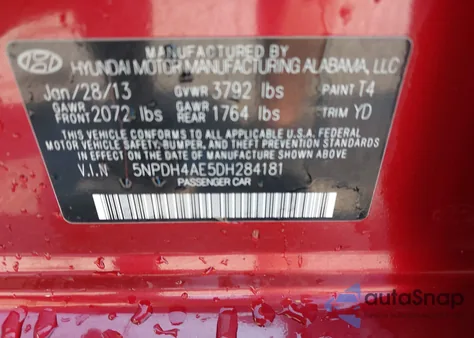 MANUFACTURED BY
HYUNDAI MOTOR MANUFACTURING ALABAMA, LLC
Jan/28/13 GVWR 3792 lbs PAINT T4
GAWR FRONT 2072 lbs GAWR REAR 1764 lbs TRIM YD
THIS VEHICLE CONFORMS TO ALL APPLICABLE U.S.A. FEDERAL
MOTOR VEHICLE SAFETY, BUMPER, AND THEFT PREVENTION STANDARDS
IN EFFECT ON THE DATE OF MANUFACTURE SHOWN ABOVE.
V.I.N 5NPDH4AE5DH284181
PASSENGER CAR
autoSnap